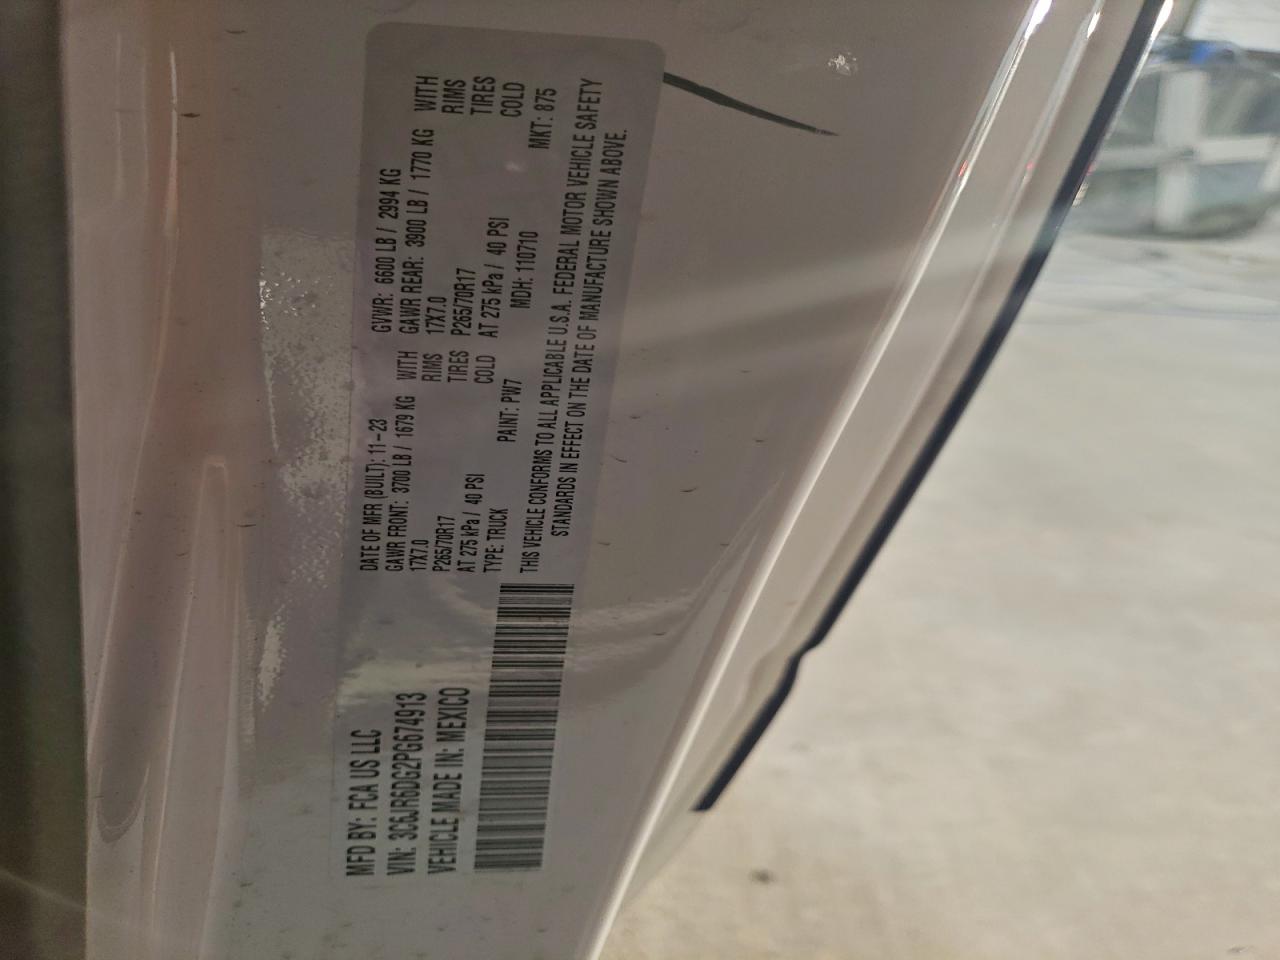 MFD BY: FCA US LLC
VIN: 3C6JR6DG2PG674913
VEHICLE MADE IN: MEXICO
DATE OF MFR (BUILT): 11-23
GVWR: 6600 LB / 2994 KG
GAWR FRONT: 3700 LB / 1679 KG WITH
17X7.0 RIMS
P265/70R17 TIRES
AT 275 kPa / 40 PSI COLD
GAWR REAR: 3900 LB / 1770 KG WITH
17X7.0 RIMS
P265/70R17 TIRES
AT 275 kPa / 40 PSI COLD
TYPE: TRUCK PAINT: PW7 MDH: 110710 MKT: 875
THIS VEHICLE CONFORMS TO ALL APPLICABLE U.S.A. FEDERAL MOTOR VEHICLE SAFETY
STANDARDS IN EFFECT ON THE DATE OF MANUFACTURE SHOWN ABOVE.